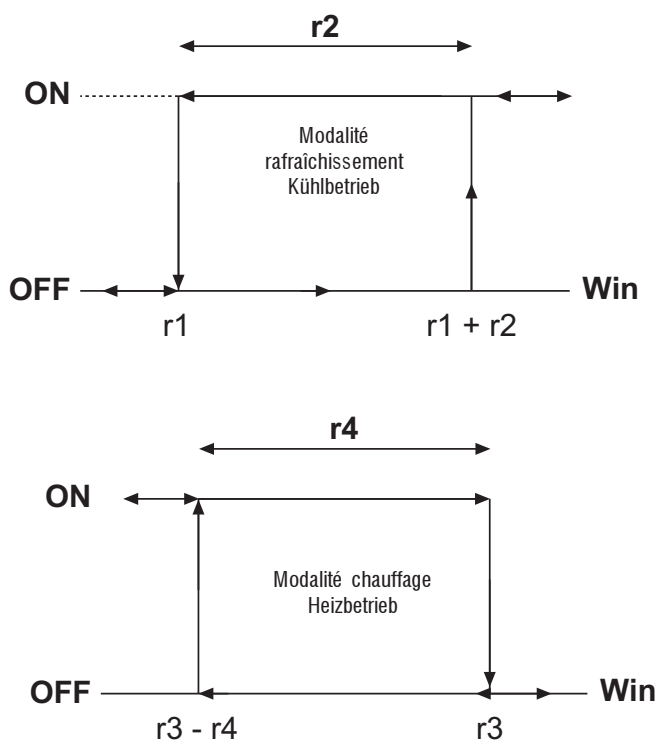 r2
ON
Modalité
rafraîchissement
Kühlbetrieb
OFF
Win
r1
r1 + r2
r4
ON
Modalité chauffage
Heizbetrieb
OFF
Win
r3 - r4
r3